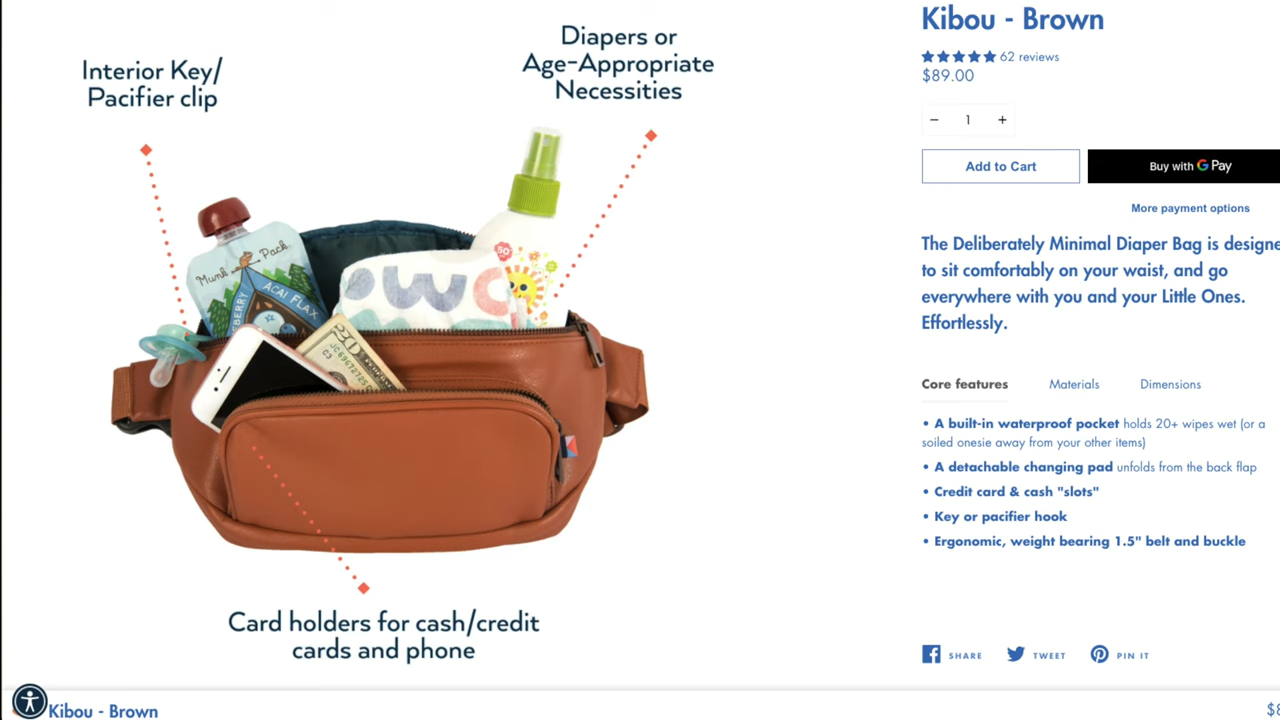 Interior Key/
Pacifier clip
Diapers or
Age-Appropriate
Necessities
Munk Pack
ACAI FLAX
20
Card holders for cash/credit
cards and phone
Kibou - Brown
62 reviews
$89.00
− 1 +
Add to Cart
Buy with G Pay
More payment options
The Deliberately Minimal Diaper Bag is designe
to sit comfortably on your waist, and go
everywhere with you and your Little Ones.
Effortlessly.
Core features Materials Dimensions
• A built-in waterproof pocket holds 20+ wipes wet (or a
soiled onesie away from your other items)
• A detachable changing pad unfolds from the back flap
• Credit card & cash "slots"
• Key or pacifier hook
• Ergonomic, weight bearing 1.5" belt and buckle
SHARE TWEET PIN IT
Kibou - Brown